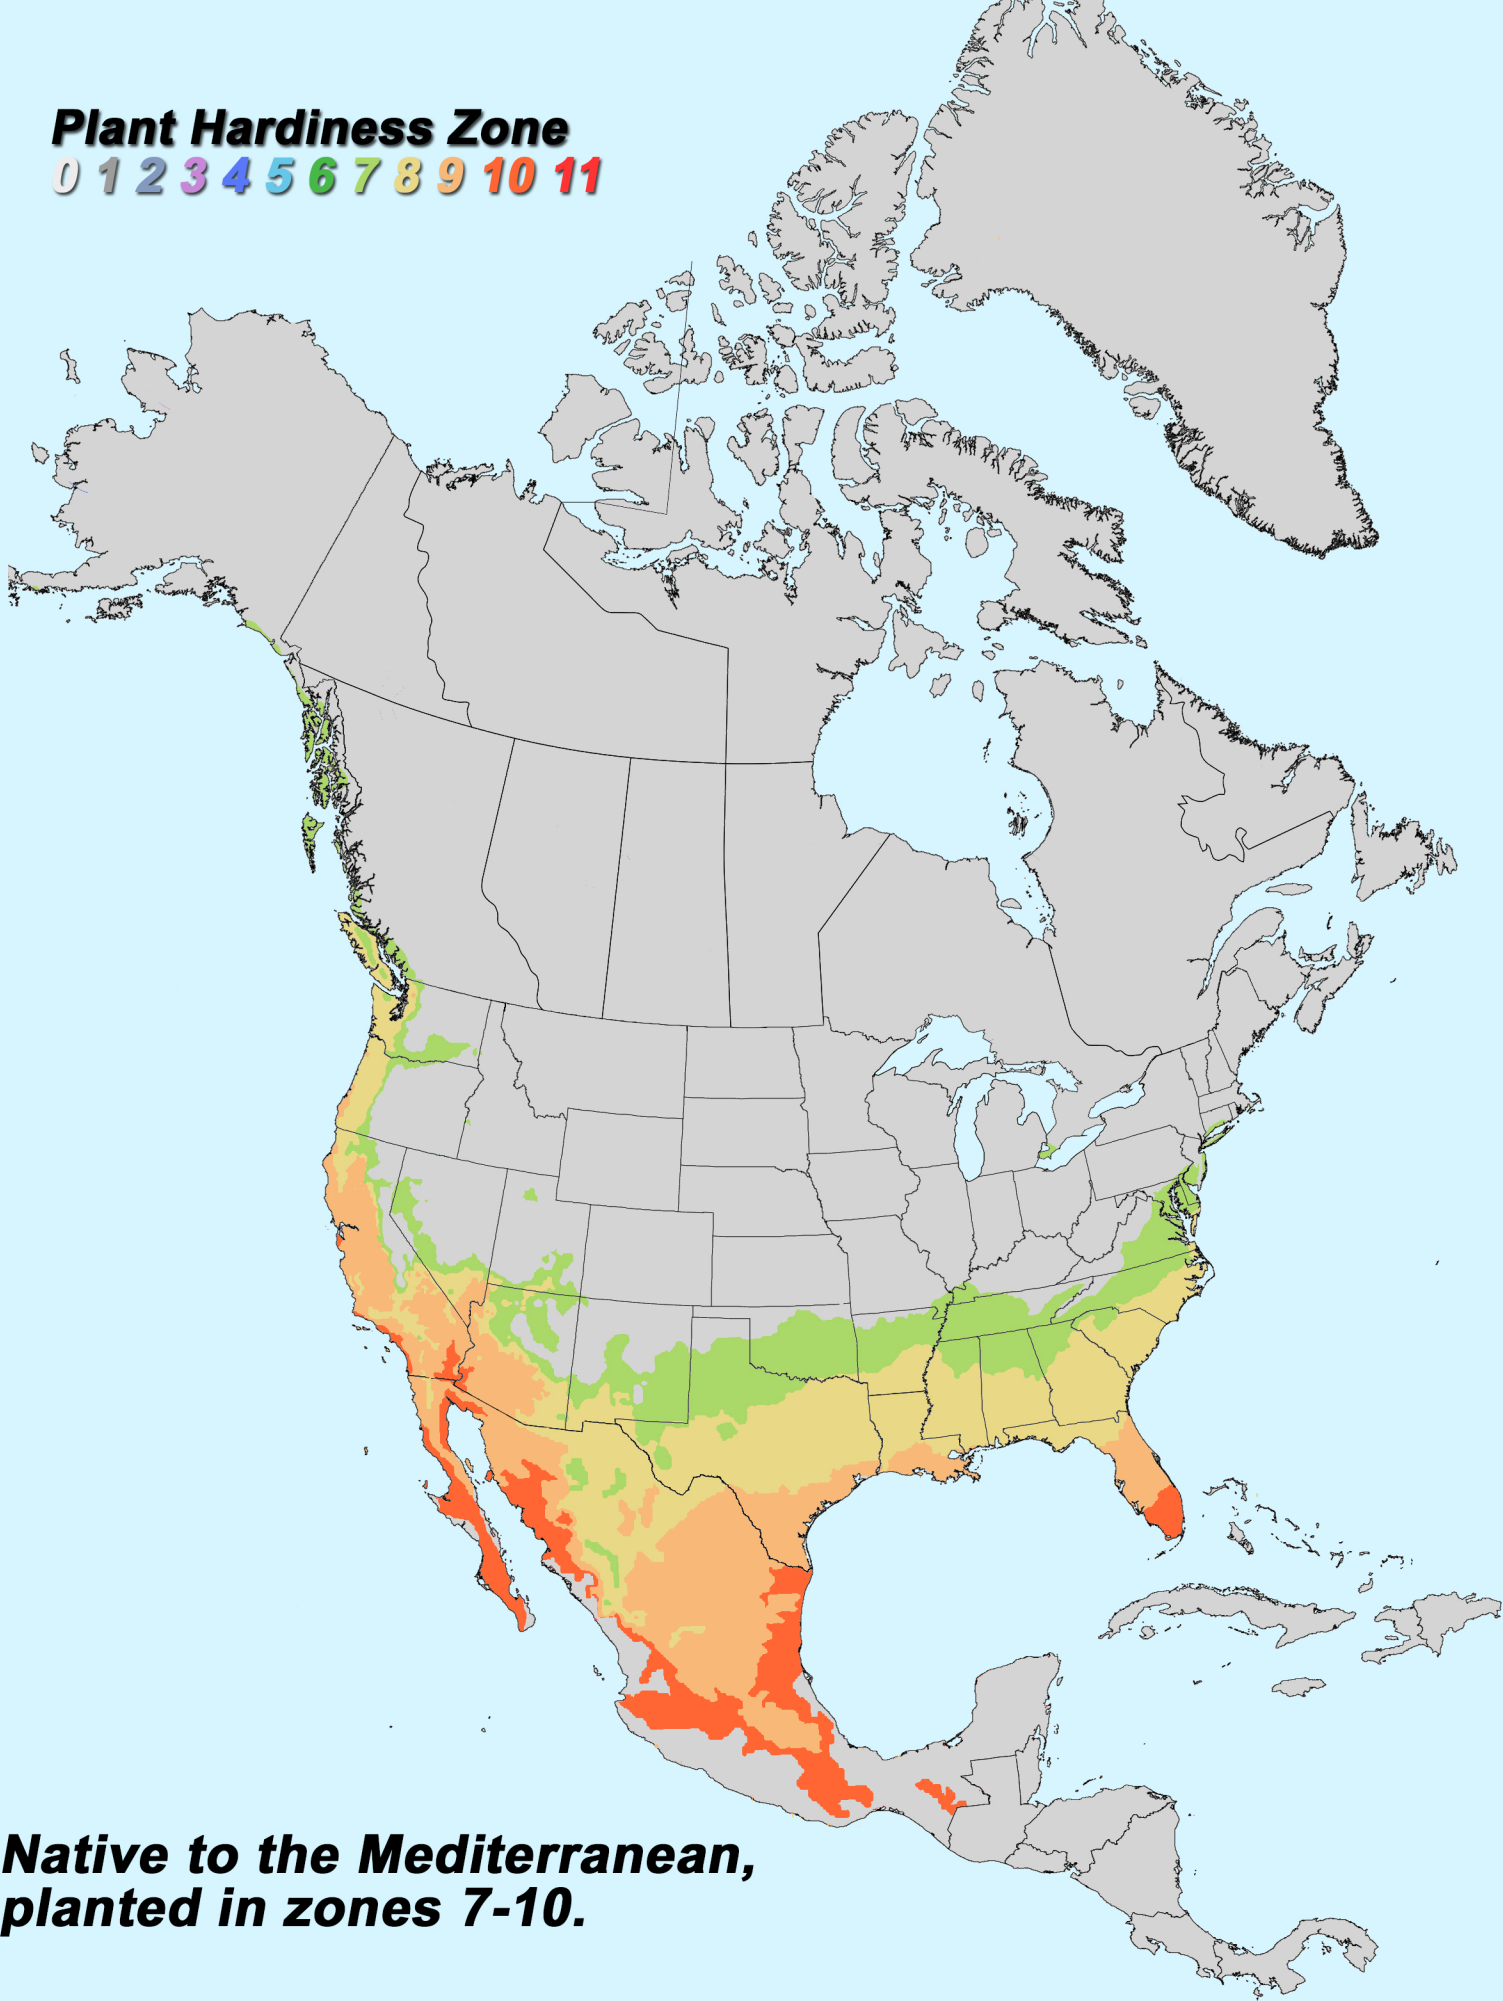 Plant Hardiness Zone
0 1 2 3 4 5 6 7 8 9 10 11
Native to the Mediterranean,
planted in zones 7-10.